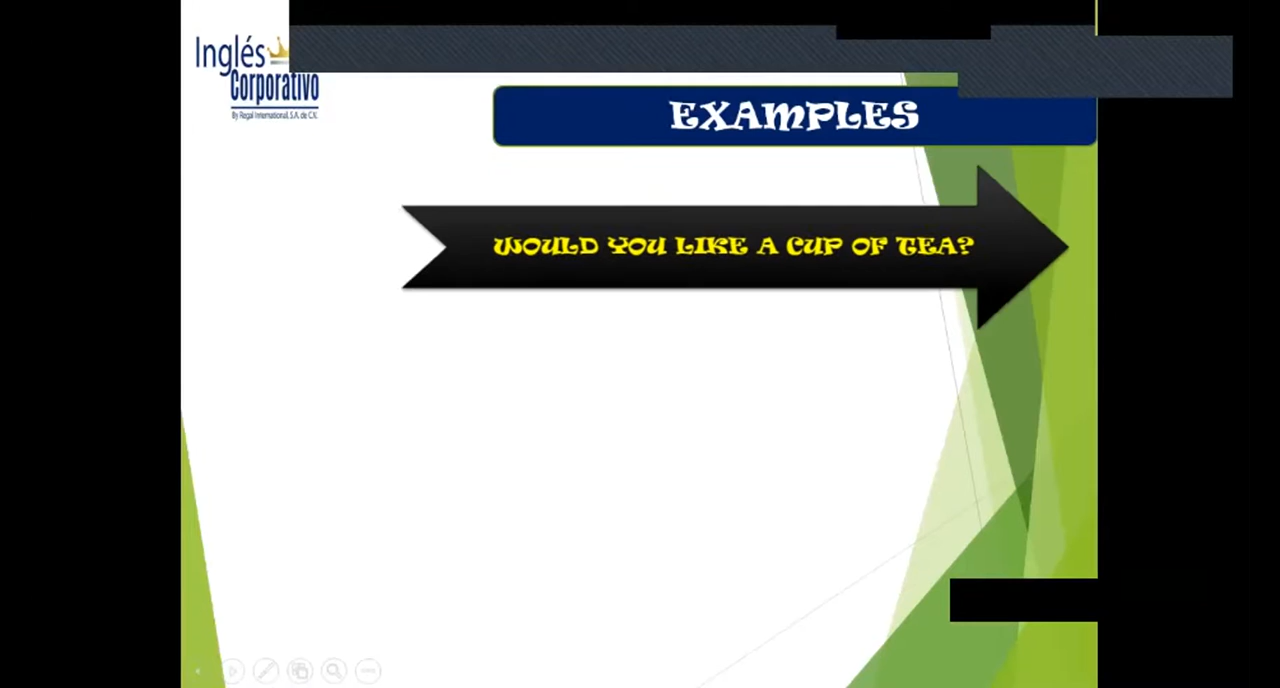 Inglés
Corporativo
By Regal International, S.A. de C.V.
EXAMPLES
WOULD YOU LIKE A CUP OF TEA?